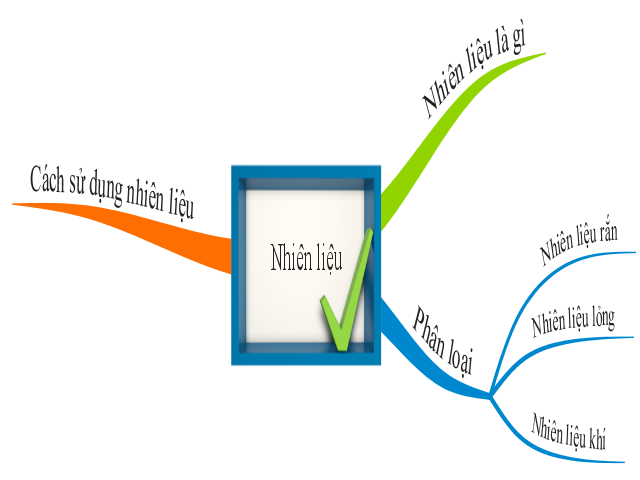 Nhiên liệu là gì
Cách sử dụng nhiên liệu
Nhiên liệu
Phân loại
Nhiên liệu rắn
Nhiên liệu lỏng
Nhiên liệu khí